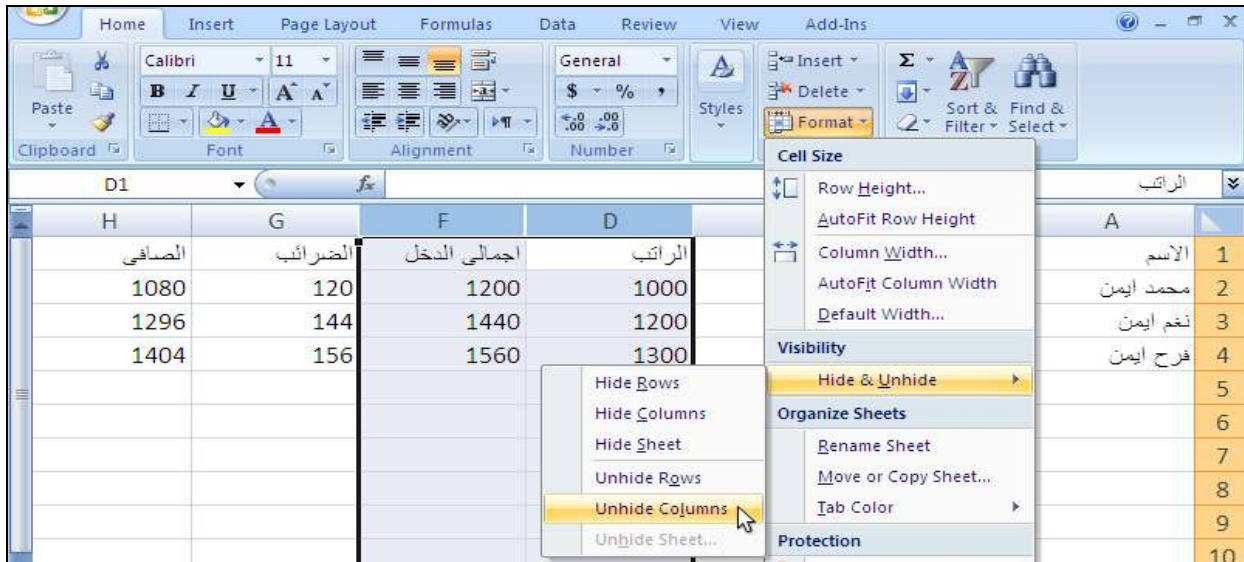 Home Insert Page Layout Formulas Data Review View Add-Ins
Paste
Clipboard
Calibri 11
B I U A A
A
Font
Alignment
General
$ % ,
.00 .00
Number
Styles
Insert
Delete
Format
Σ
Sort & Filter
Find & Select
D1
fx
الراتب
Cell Size
Row Height...
AutoFit Row Height
Column Width...
AutoFit Column Width
Default Width...
Visibility
Hide & Unhide
Organize Sheets
Rename Sheet
Move or Copy Sheet...
Tab Color
Protection
Hide Rows
Hide Columns
Hide Sheet
Unhide Rows
Unhide Columns
Unhide Sheet...
H G F D A
الاسم الراتب اجمالى الدخل الضرائب الصافى 1
محمد ايمن 1000 1200 120 1080 2
نغم ايمن 1200 1440 144 1296 3
فرح ايمن 1300 1560 156 1404 4
5
6
7
8
9
10